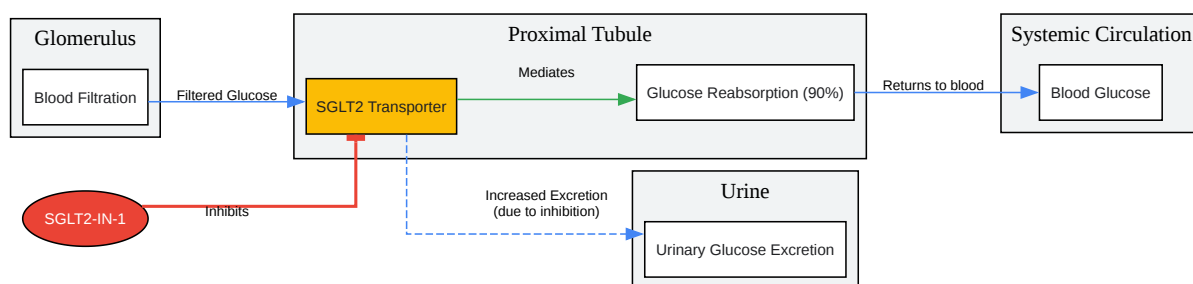 Glomerulus
Blood Filtration
Filtered Glucose
Proximal Tubule
SGLT2 Transporter
Mediates
Glucose Reabsorption (90%)
Returns to blood
Systemic Circulation
Blood Glucose
SGLT2-IN-1
Inhibits
Increased Excretion
(due to inhibition)
Urine
Urinary Glucose Excretion